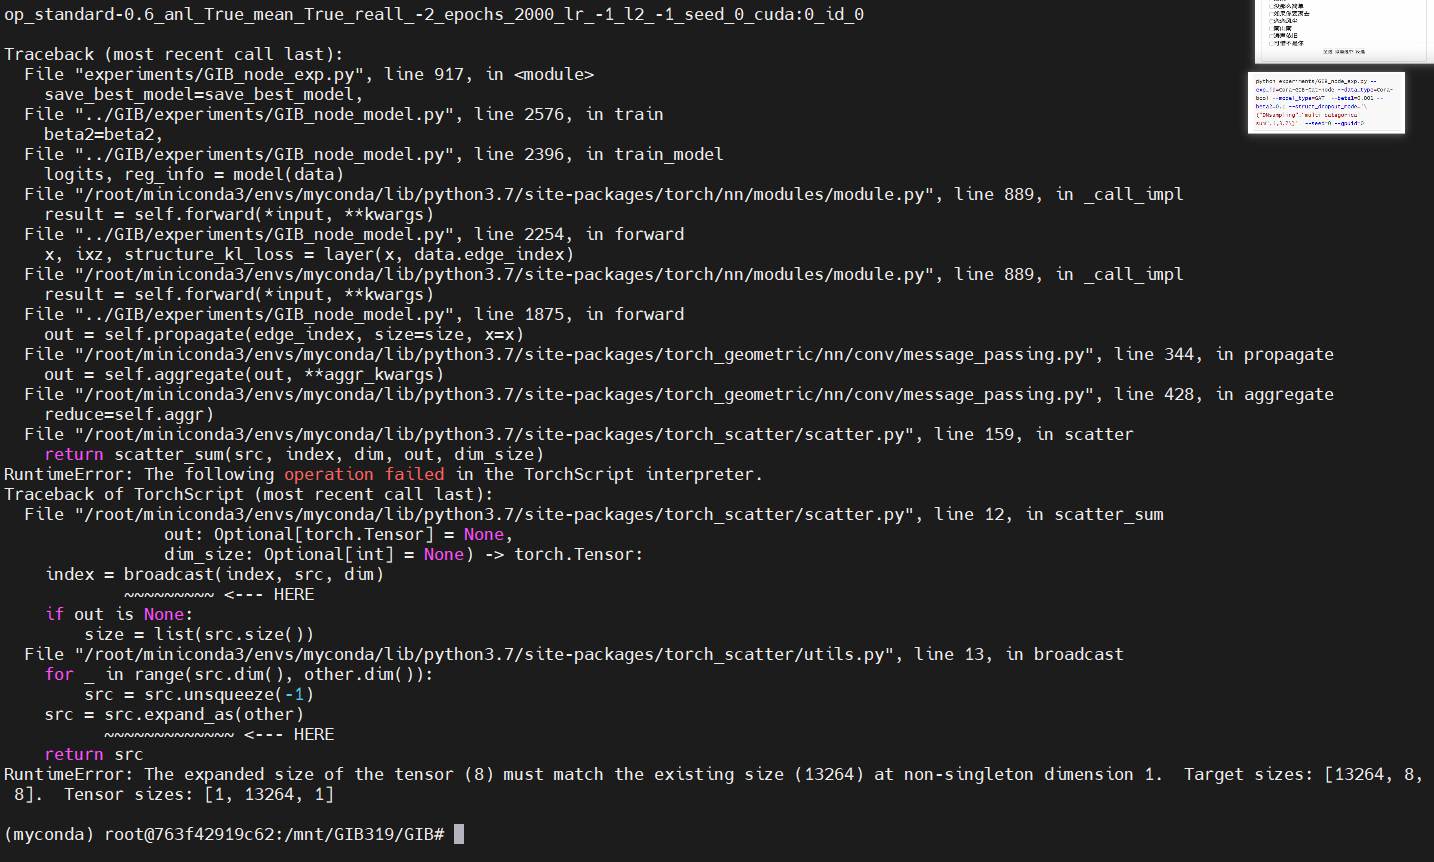 op_standard-0.6_anl_True_mean_True_reall_-2_epochs_2000_lr_-1_l2_-1_seed_0_cuda:0_id_0
Traceback (most recent call last):
  File "experiments/GIB_node_exp.py", line 917, in <module>
    save_best_model=save_best_model,
  File "../GIB/experiments/GIB_node_model.py", line 2576, in train
    beta2=beta2,
  File "../GIB/experiments/GIB_node_model.py", line 2396, in train_model
    logits, reg_info = model(data)
  File "/root/miniconda3/envs/myconda/lib/python3.7/site-packages/torch/nn/modules/module.py", line 889, in _call_impl
    result = self.forward(*input, **kwargs)
  File "../GIB/experiments/GIB_node_model.py", line 2254, in forward
    x, ixz, structure_kl_loss = layer(x, data.edge_index)
  File "/root/miniconda3/envs/myconda/lib/python3.7/site-packages/torch/nn/modules/module.py", line 889, in _call_impl
    result = self.forward(*input, **kwargs)
  File "../GIB/experiments/GIB_node_model.py", line 1875, in forward
    out = self.propagate(edge_index, size=size, x=x)
  File "/root/miniconda3/envs/myconda/lib/python3.7/site-packages/torch_geometric/nn/conv/message_passing.py", line 344, in propagate
    out = self.aggregate(out, **aggr_kwargs)
  File "/root/miniconda3/envs/myconda/lib/python3.7/site-packages/torch_geometric/nn/conv/message_passing.py", line 428, in aggregate
    reduce=self.aggr)
  File "/root/miniconda3/envs/myconda/lib/python3.7/site-packages/torch_scatter/scatter.py", line 159, in scatter
    return scatter_sum(src, index, dim, out, dim_size)
RuntimeError: The following operation failed in the TorchScript interpreter.
Traceback of TorchScript (most recent call last):
  File "/root/miniconda3/envs/myconda/lib/python3.7/site-packages/torch_scatter/scatter.py", line 12, in scatter_sum
                out: Optional[torch.Tensor] = None,
                dim_size: Optional[int] = None) -> torch.Tensor:
    index = broadcast(index, src, dim)
            ~~~~~~~~~ <--- HERE
    if out is None:
        size = list(src.size())
  File "/root/miniconda3/envs/myconda/lib/python3.7/site-packages/torch_scatter/utils.py", line 13, in broadcast
    for _ in range(src.dim(), other.dim()):
        src = src.unsqueeze(-1)
    src = src.expand_as(other)
          ~~~~~~~~~~~~~ <--- HERE
    return src
RuntimeError: The expanded size of the tensor (8) must match the existing size (13264) at non-singleton dimension 1.  Target sizes: [13264, 8,
 8].  Tensor sizes: [1, 13264, 1]
(myconda) root@763f42919c62:/mnt/GIB319/GIB#
python experiments/GIB_node_exp.py --